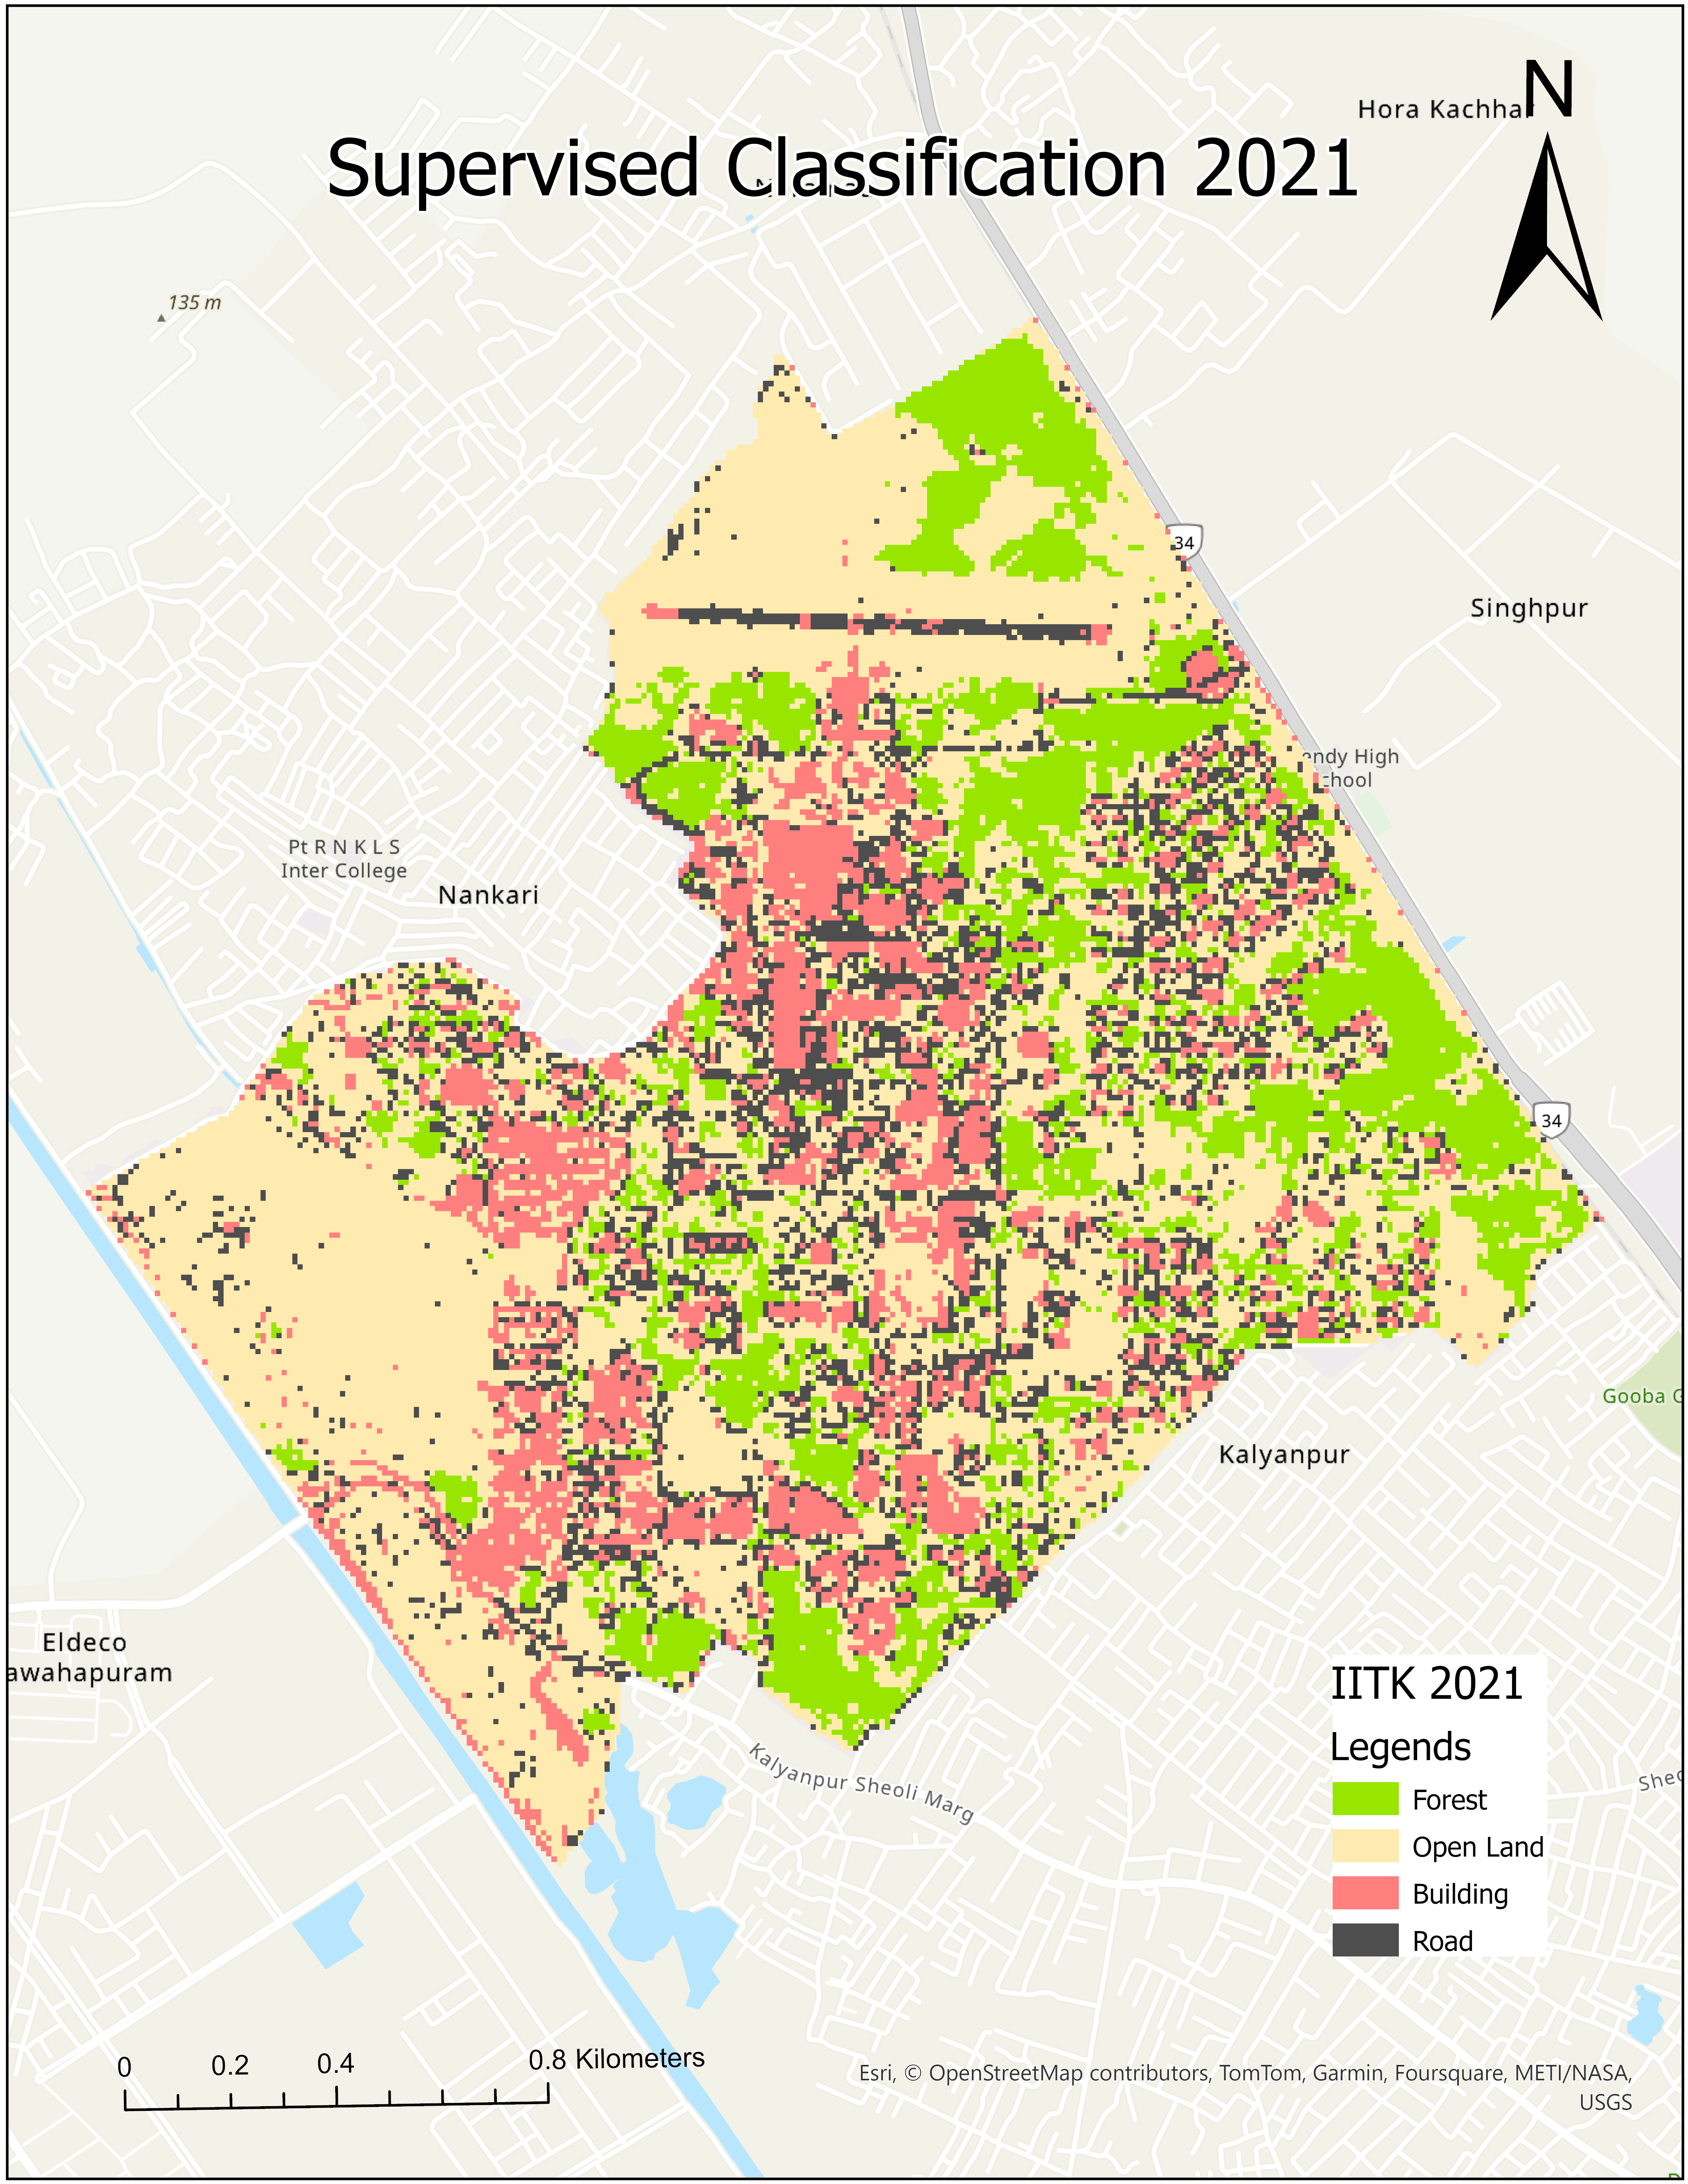 Hora Kachhar
N
Supervised Classification 2021
135 m
34
Singhpur
endy High
chool
Pt R N K L S
Inter College
Nankari
34
Gooba G
Kalyanpur
Eldeco
awahapuram
IITK 2021
Legends
Kalyanpur Sheoli Marg
Sheo
Forest
Open Land
Building
Road
0 0.2 0.4 0.8 Kilometers
Esri, © OpenStreetMap contributors, TomTom, Garmin, Foursquare, METI/NASA,
USGS